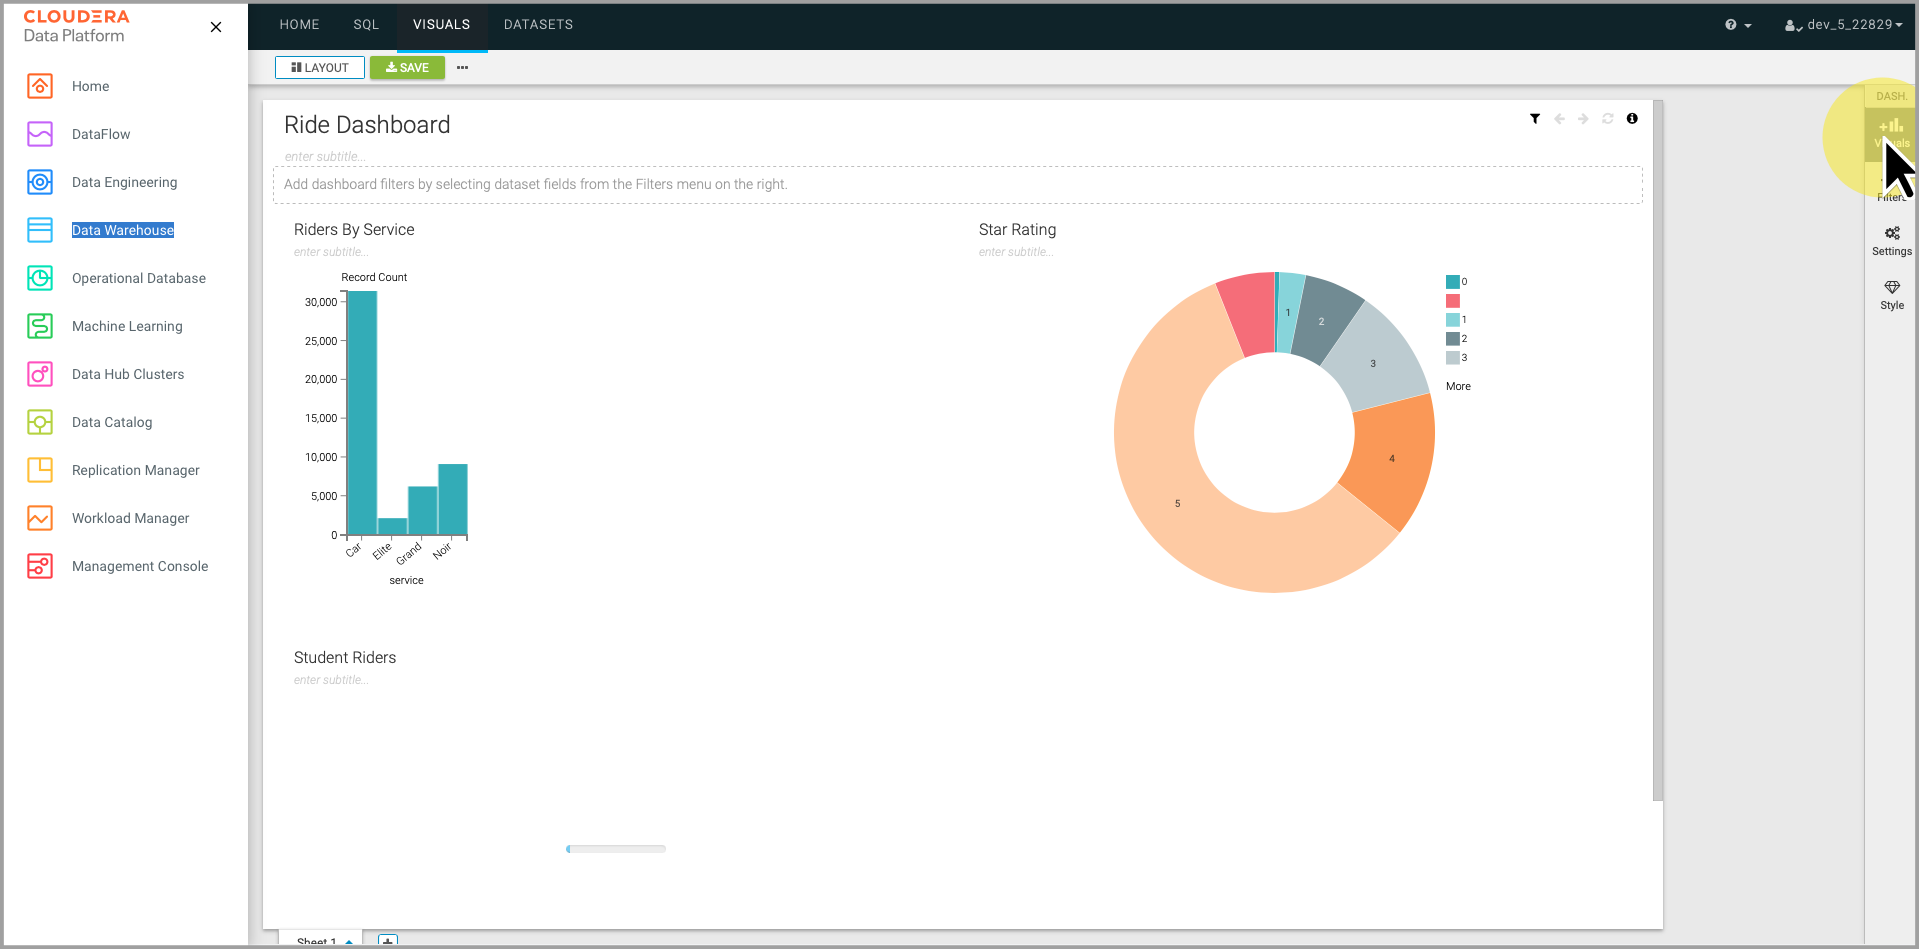 CLOUDERA
Data Platform
Home
DataFlow
Data Engineering
Data Warehouse
Operational Database
Machine Learning
Data Hub Clusters
Data Catalog
Replication Manager
Workload Manager
Management Console
HOME SQL VISUALS DATASETS
dev_5_22829
LAYOUT SAVE
Ride Dashboard
enter subtitle...
Add dashboard filters by selecting dataset fields from the Filters menu on the right.
Riders By Service
enter subtitle...
Record Count
30,000
25,000
20,000
15,000
10,000
5,000
0
Car Elite Grand Noir
service
Star Rating
enter subtitle...
1
2
3
4
5
0
1
2
3
More
Student Riders
enter subtitle...
Sheet 1
DASH.
Visuals
Filters
Settings
Style